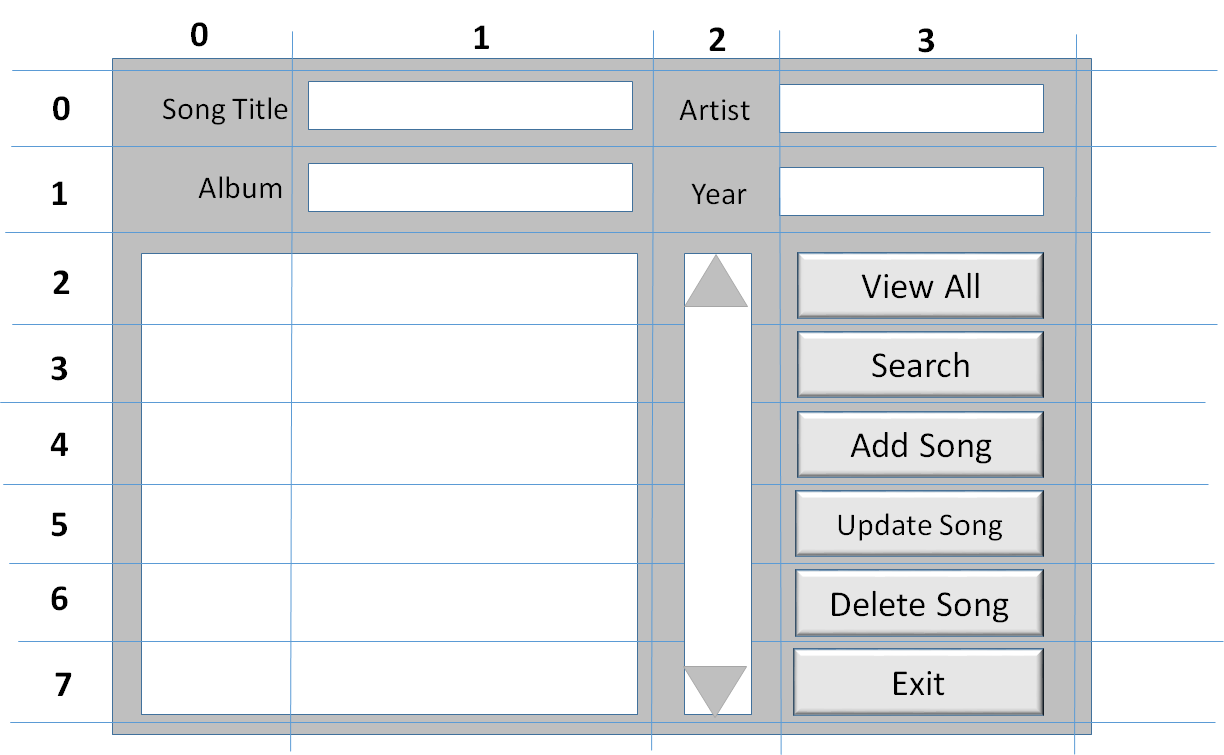 0 1 2 3
0 Song Title Artist
1 Album Year
2 View All
3 Search
4 Add Song
5 Update Song
6 Delete Song
7 Exit